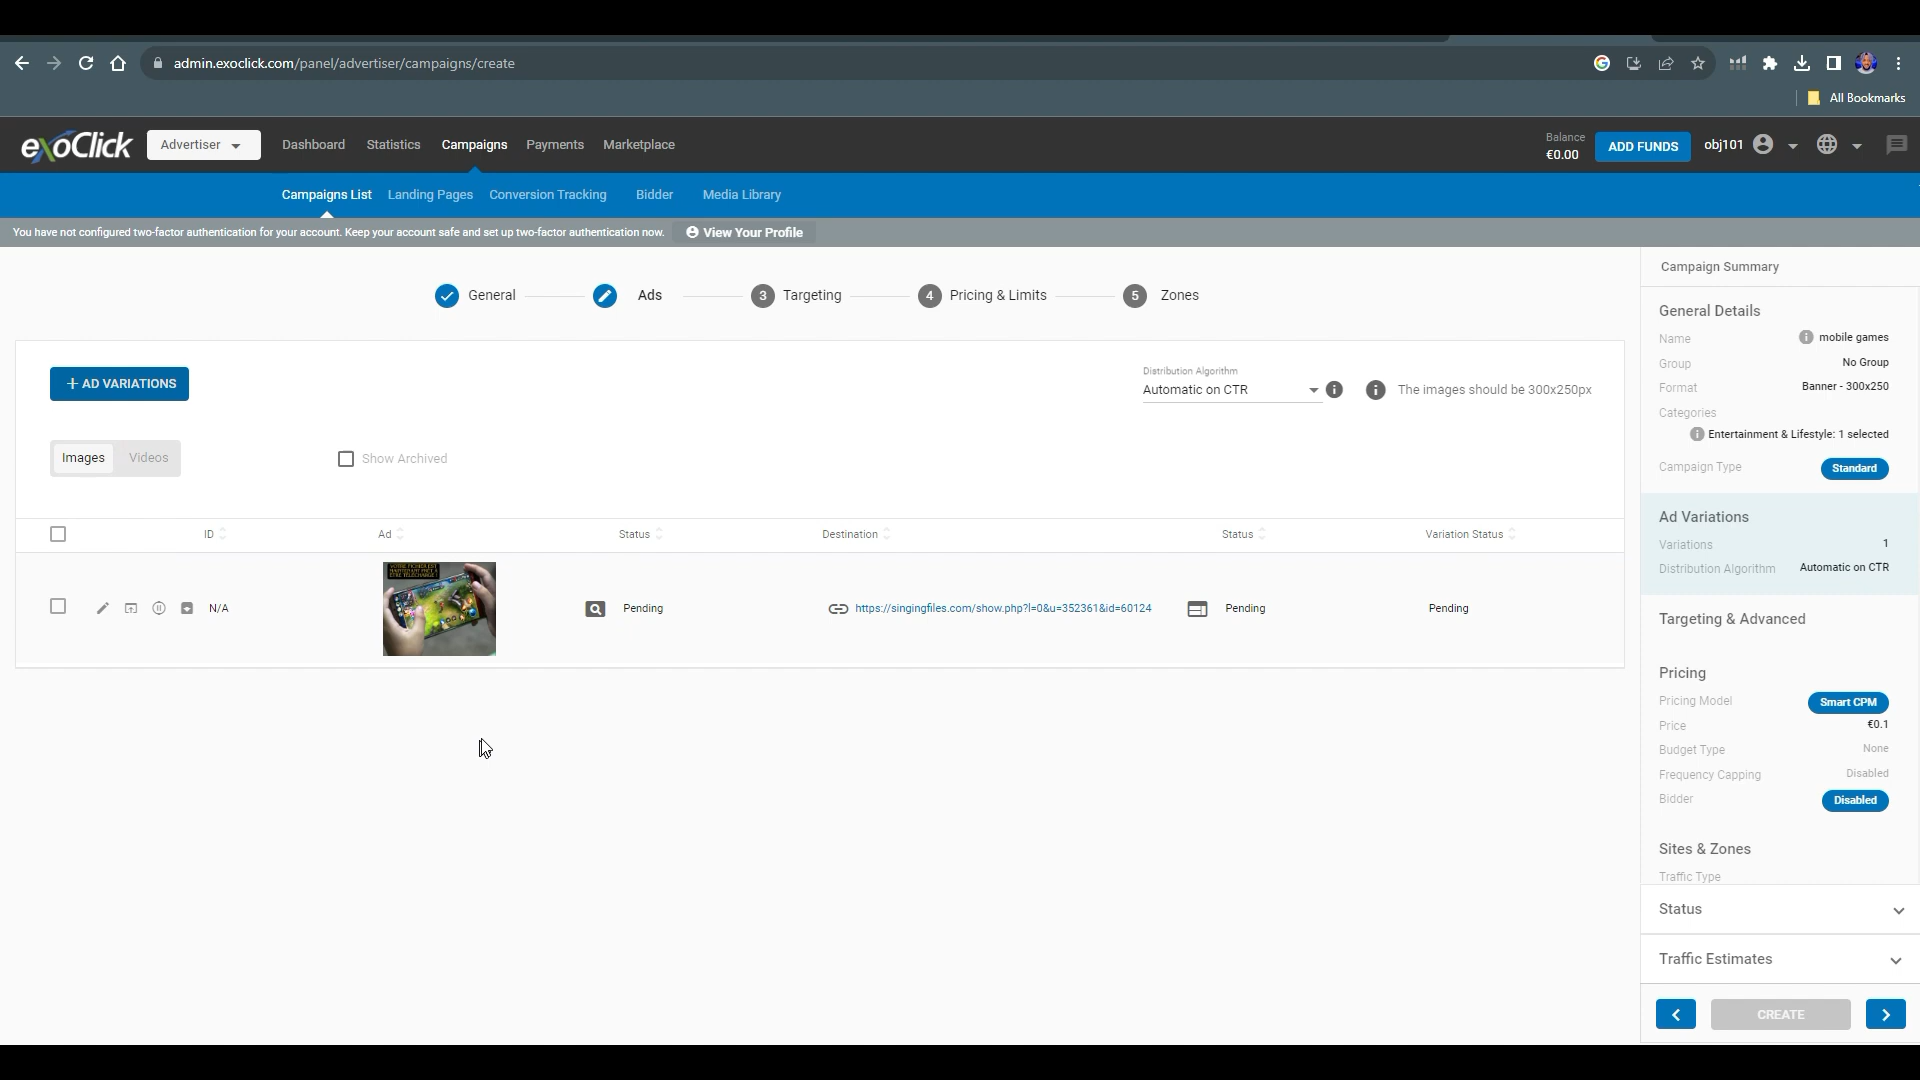 admin.exoclick.com/panel/advertiser/campaigns/create
All Bookmarks
exoClick
Advertiser
Dashboard
Statistics
Campaigns
Payments
Marketplace
Balance
€0.00
ADD FUNDS
obj101
Campaigns List
Landing Pages
Conversion Tracking
Bidder
Media Library
You have not configured two-factor authentication for your account. Keep your account safe and set up two-factor authentication now.
View Your Profile
General
Ads
3 Targeting
4 Pricing & Limits
5 Zones
+ AD VARIATIONS
Distribution Algorithm
Automatic on CTR
The images should be 300x250px
Images
Videos
Show Archived
ID
Ad
Status
Destination
Status
Variation Status
N/A
VOTRE FICHIER EST
MAINTENANT PRÊT À
ÊTRE TÉLÉCHARGÉ !
Pending
https://singingfiles.com/show.php?l=0&u=352361&id=60124
Pending
Pending
Campaign Summary
General Details
Name
mobile games
Group
No Group
Format
Banner - 300x250
Categories
Entertainment & Lifestyle: 1 selected
Campaign Type
Standard
Ad Variations
Variations
1
Distribution Algorithm
Automatic on CTR
Targeting & Advanced
Pricing
Pricing Model
Smart CPM
Price
€0.1
Budget Type
None
Frequency Capping
Disabled
Bidder
Disabled
Sites & Zones
Traffic Type
Status
Traffic Estimates
CREATE